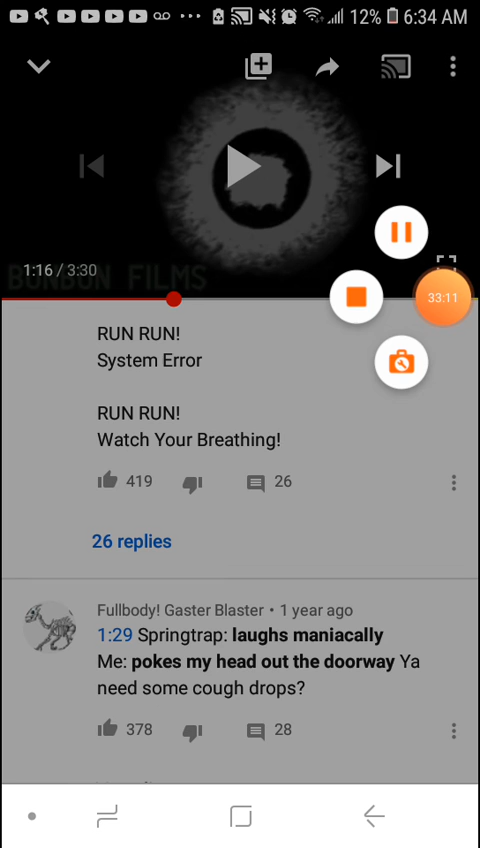 12% 6:34 AM
BONBON FILMS
1:16 / 3:30
33:11
RUN RUN!
System Error
RUN RUN!
Watch Your Breathing!
419 26
26 replies
Fullbody! Gaster Blaster • 1 year ago
1:29 Springtrap: laughs maniacally
Me: pokes my head out the doorway Ya
need some cough drops?
378 28